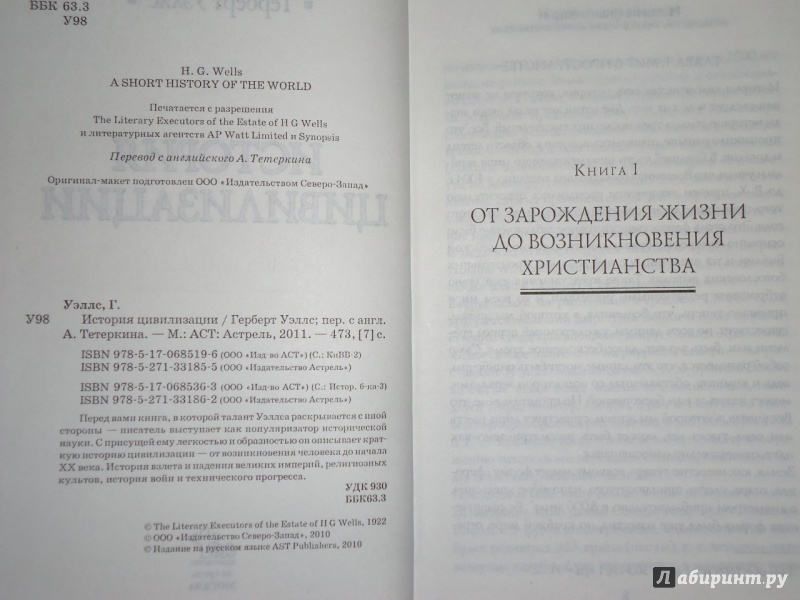 ББК 63.3
У98
H. G. Wells
A SHORT HISTORY OF THE WORLD
Печатается с разрешения
The Literary Executors of the Estate of H G Wells
и литературных агентств AP Watt Limited и Synopsis
Перевод с английского А. Тетеркина
Оригинал-макет подготовлен ООО «Издательством Северо-Запад»
Уэллс, Г.
У98 История цивилизации / Герберт Уэллс; пер. с англ.
А. Тетеркина. — М.: АСТ: Астрель, 2011. — 473, [7] с.
ISBN 978-5-17-068519-6 (ООО «Изд-во АСТ») (С.: КиВВ-2)
ISBN 978-5-271-33185-5 (ООО «Издательство Астрель»)
ISBN 978-5-17-068536-3 (ООО «Изд-во АСТ») (С.: Истор. б-ка-3)
ISBN 978-5-271-33186-2 (ООО «Издательство Астрель»)
Перед вами книга, в которой талант Уэллса раскрывается с иной
стороны — писатель выступает как популяризатор исторической
науки. С присущей ему легкостью и образностью он описывает крат-
кую историю цивилизации — от возникновения человека до начала
XX века. История взлета и падения великих империй, религиозных
культов, история войн и технического прогресса.
УДК 930
ББК63.3
© The Literary Executors of the Estate of H G Wells, 1922
© ООО «Издательство Северо-Запад», 2010
© Издание на русском языке AST Publishers, 2010
Книга I
ОТ ЗАРОЖДЕНИЯ ЖИЗНИ
ДО ВОЗНИКНОВЕНИЯ
ХРИСТИАНСТВА
Лабиринт.ру